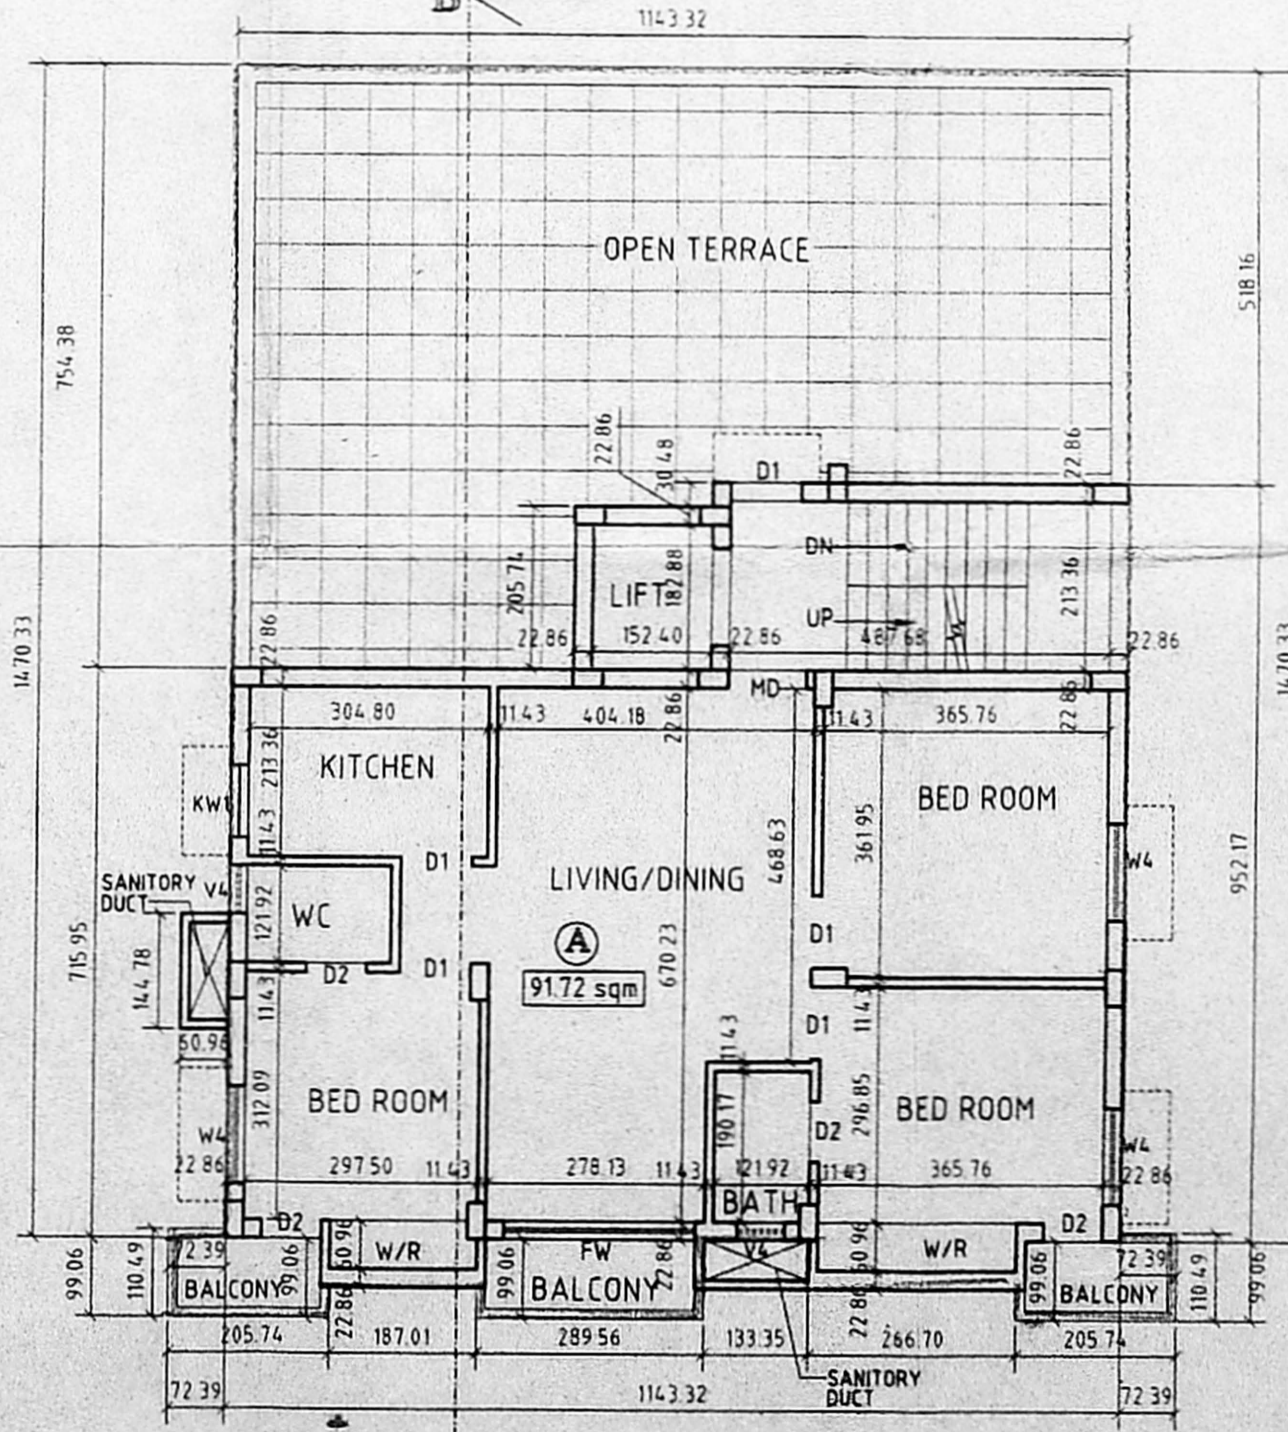 1143.32
OPEN TERRACE
518.16
754.38
22.86
30.48
D1
22.86
DN
205.74
LIFT
182.88
213.36
UP
22.86
22.86
152.40
22.86
487.68
22.86
1470.33
1470.33
MD
304.80
11.43
404.18
22.86
11.43
365.76
22.86
213.36
KITCHEN
BED ROOM
KW1
11.43
D1
468.63
361.95
W4
952.17
SANITORY
DUCT
V4
LIVING/DINING
121.92
WC
A
D1
715.95
144.78
D2
D1
670.23
91.72 sqm
11.43
11.43
D1
11.43
60.96
312.09
BED ROOM
190.17
296.85
BED ROOM
W4
D2
W4
22.86
297.50
11.43
278.13
11.43
121.92
11.43
365.76
22.86
BATH
D2
D2
99.06
110.49
72.39
99.06
60.96
W/R
99.06
FW
22.86
V4
60.96
W/R
99.06
72.39
110.49
99.06
BALCONY
BALCONY
BALCONY
22.86
22.86
205.74
187.01
289.56
133.35
266.70
205.74
SANITORY
DUCT
72.39
1143.32
72.39